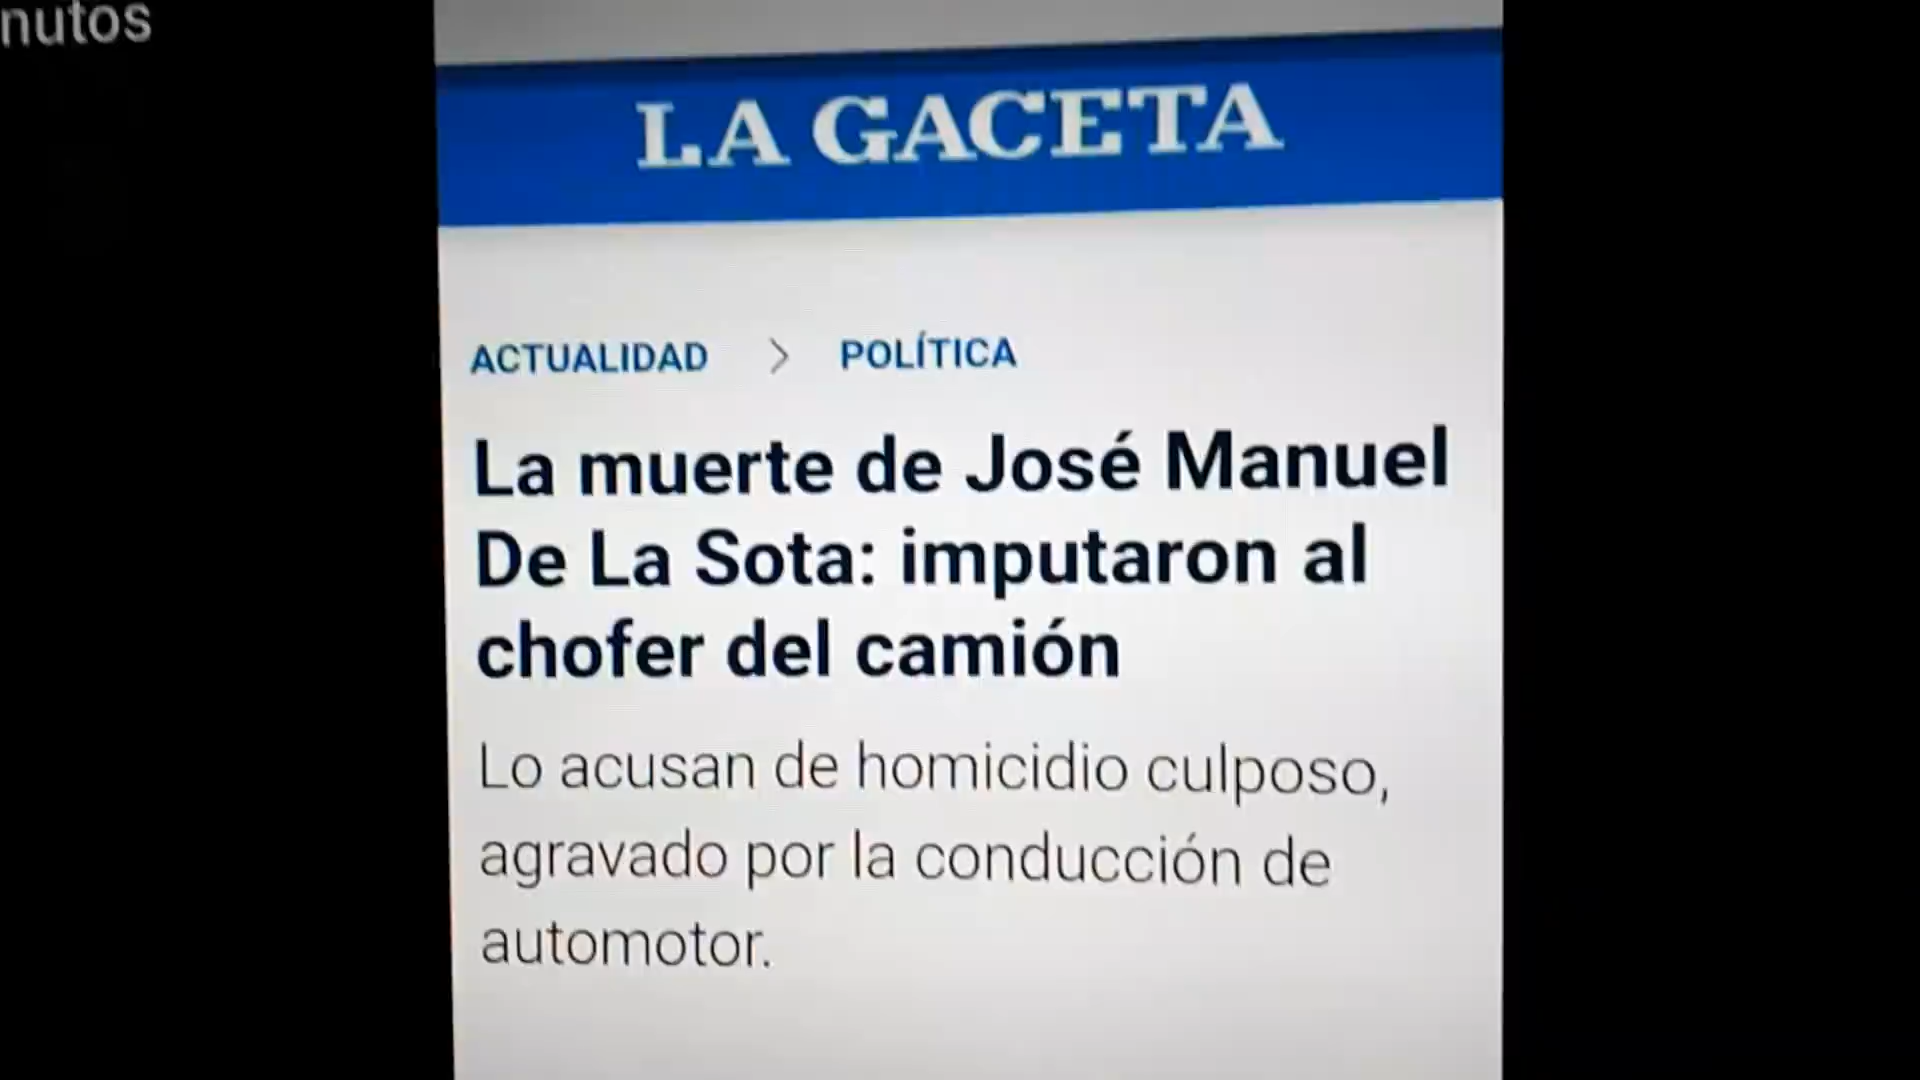 nutos
LA GACETA
ACTUALIDAD > POLÍTICA
La muerte de José Manuel
De La Sota: imputaron al
chofer del camión
Lo acusan de homicidio culposo,
agravado por la conducción de
automotor.